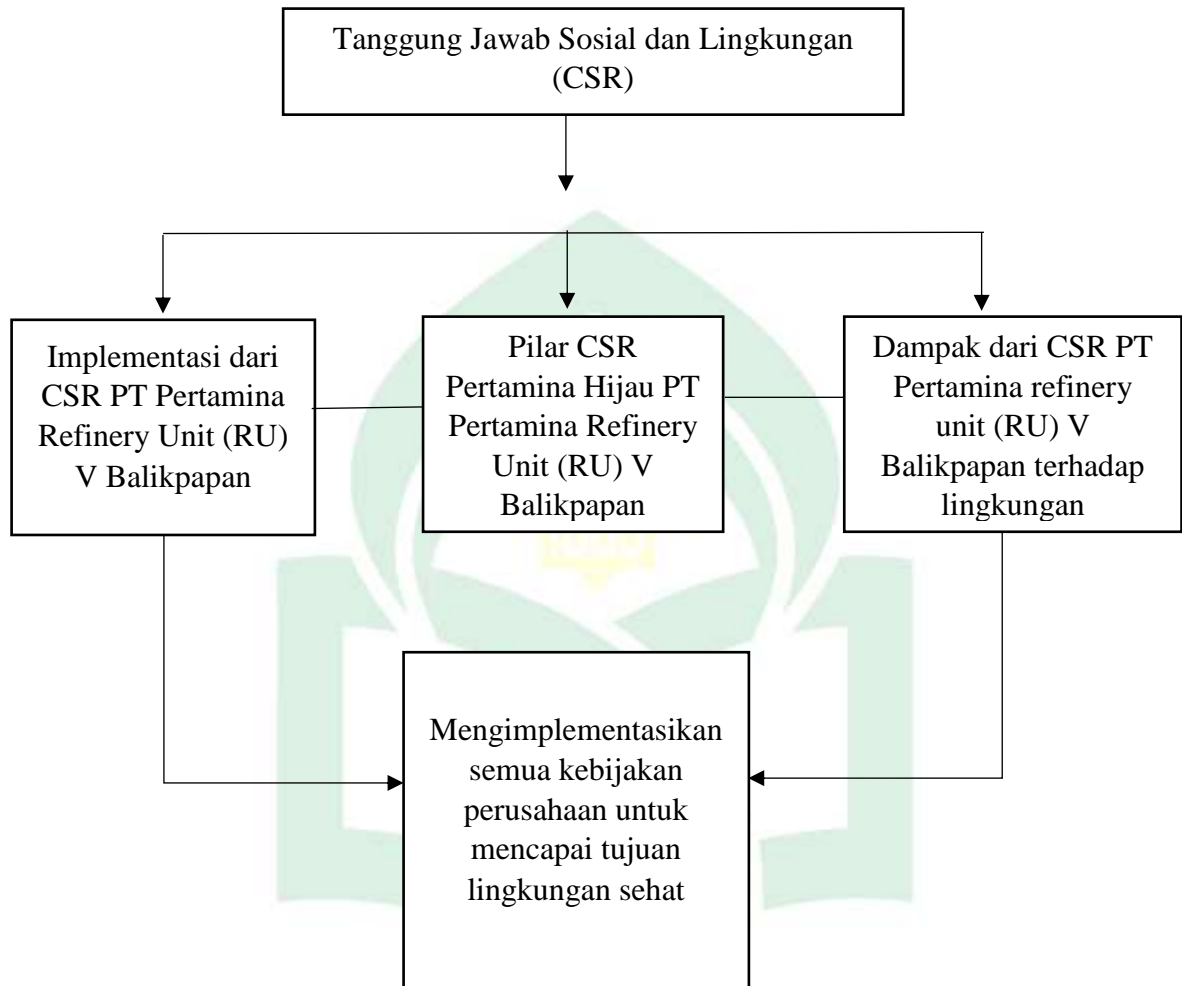 Tanggung Jawab Sosial dan Lingkungan
(CSR)
Implementasi dari
CSR PT Pertamina
Refinery Unit (RU)
V Balikpapan
Pilar CSR
Pertamina Hijau PT
Pertamina Refinery
Unit (RU) V
Balikpapan
Dampak dari CSR PT
Pertamina refinery
unit (RU) V
Balikpapan terhadap
lingkungan
Mengimplementasikan
semua kebijakan
perusahaan untuk
mencapai tujuan
lingkungan sehat